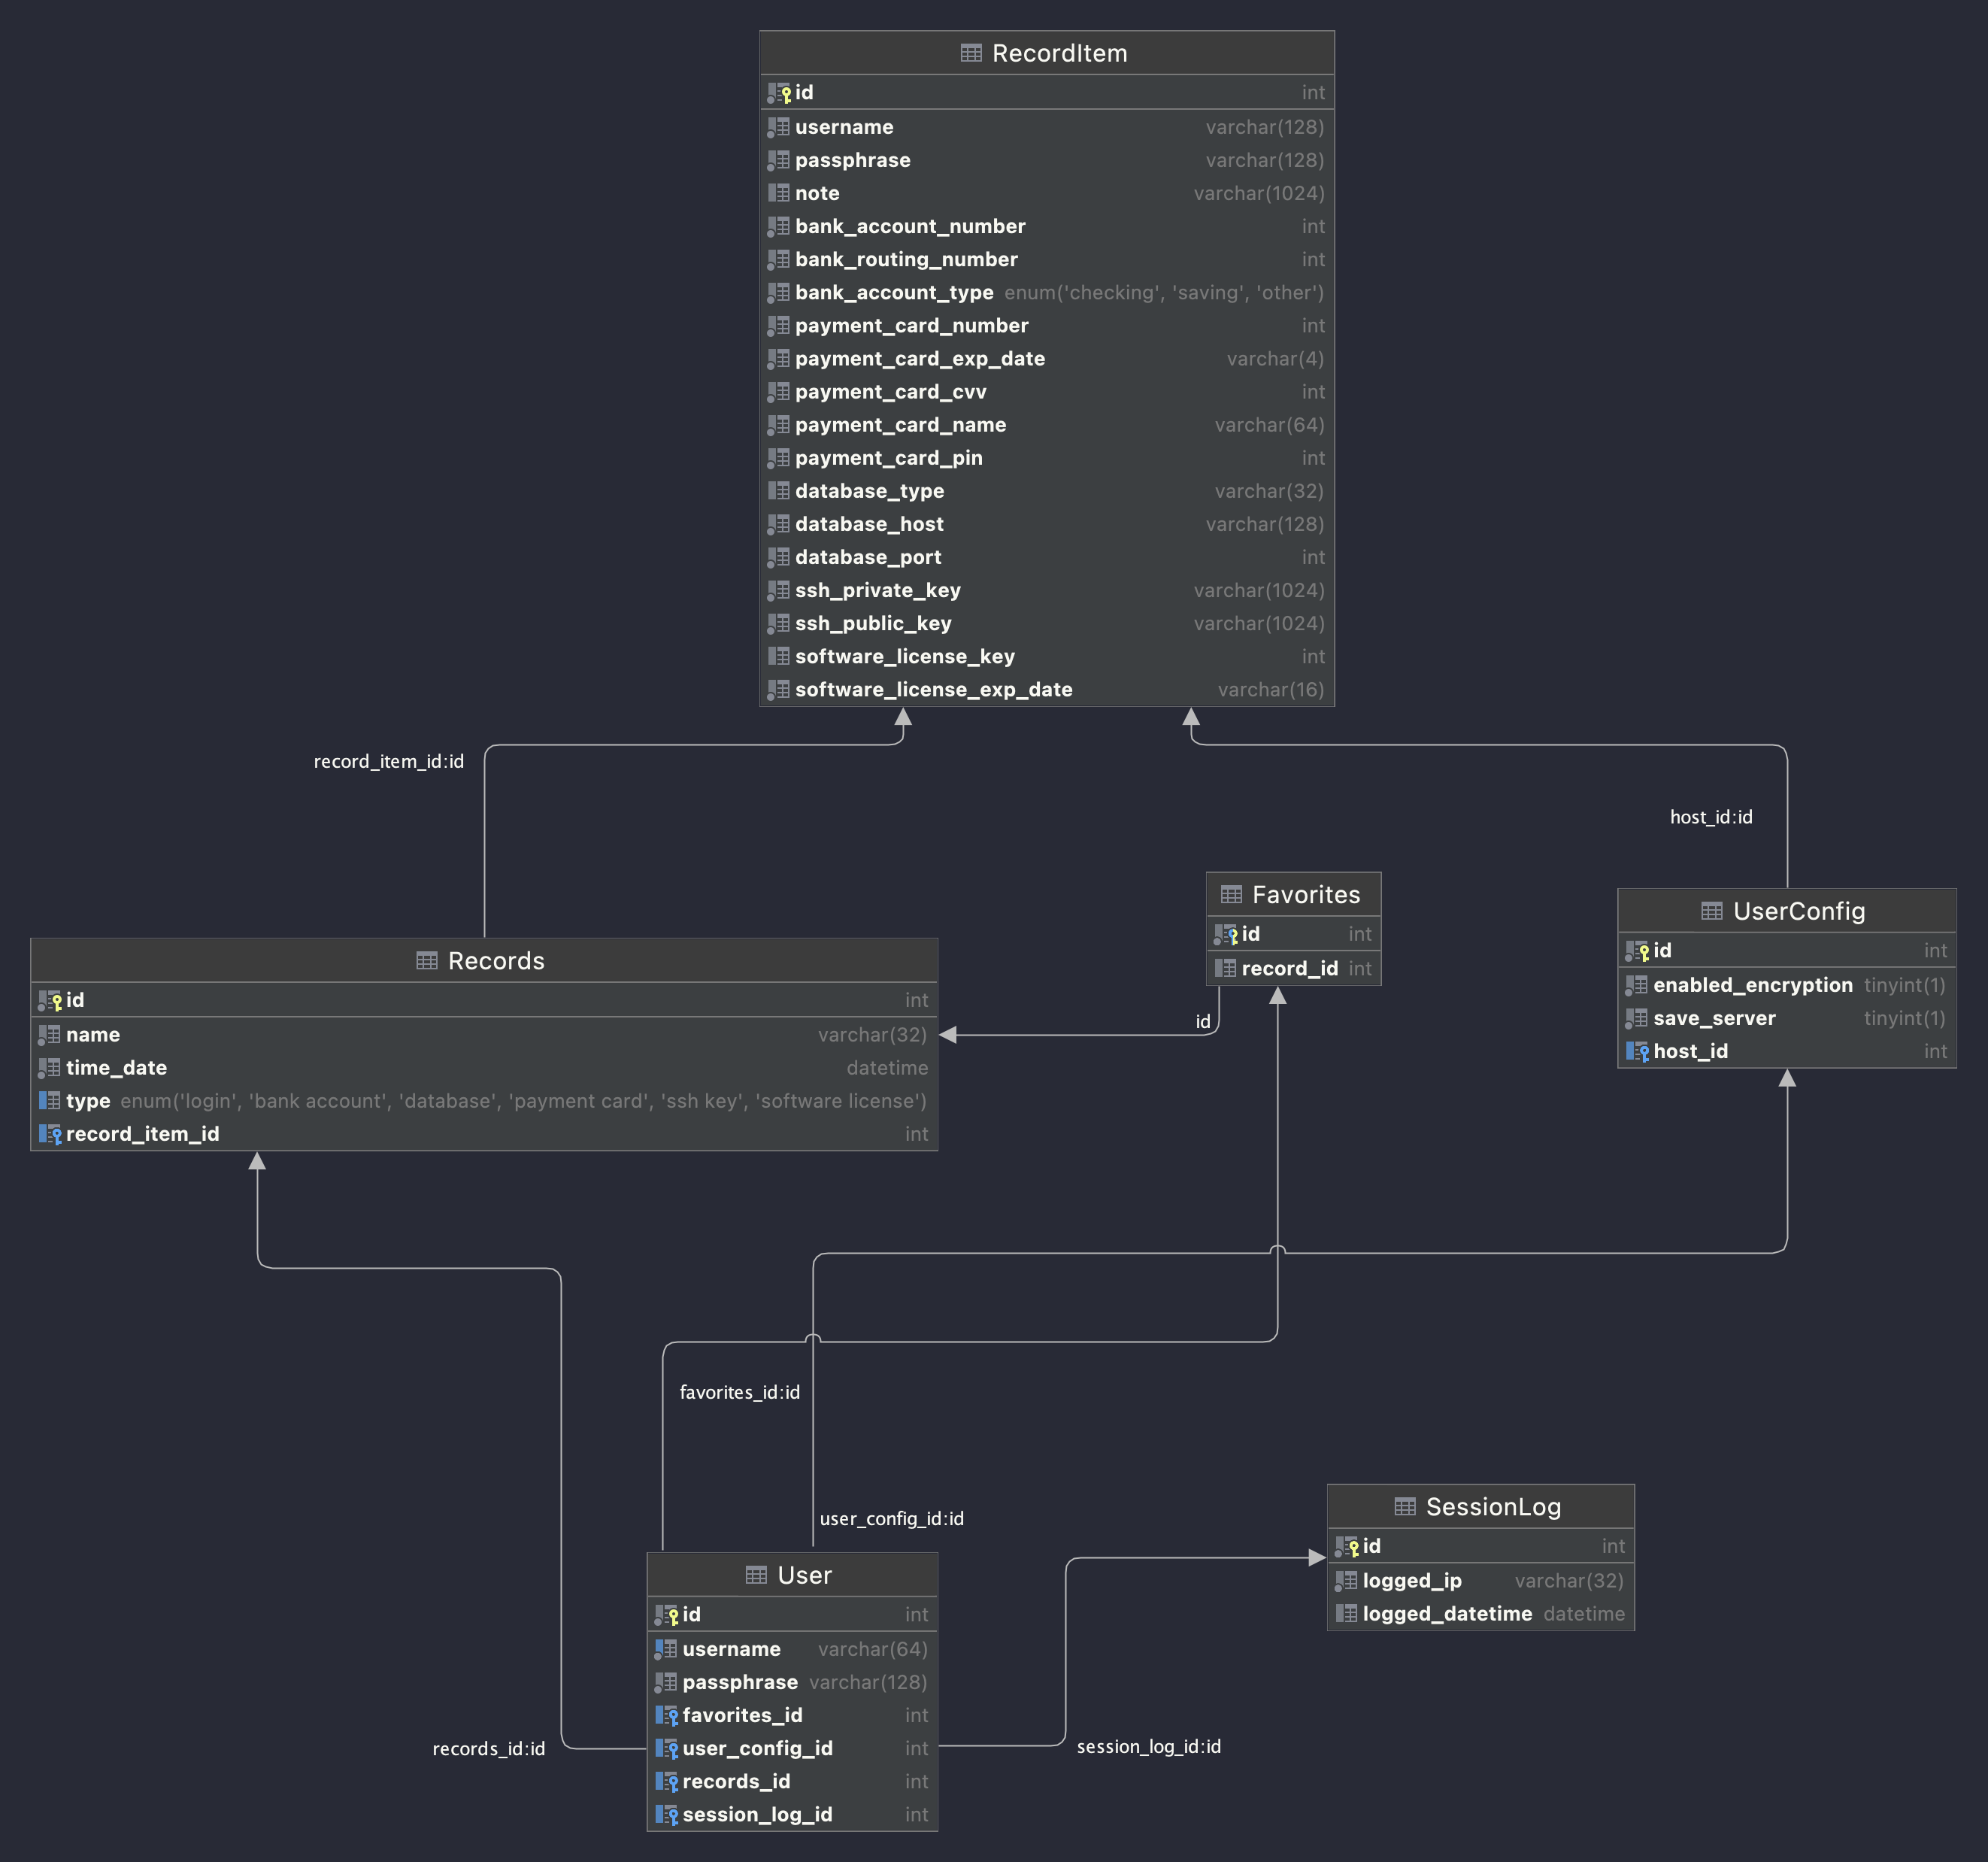 RecordItem
id int
username varchar(128)
passphrase varchar(128)
note varchar(1024)
bank_account_number int
bank_routing_number int
bank_account_type enum('checking', 'saving', 'other')
payment_card_number int
payment_card_exp_date varchar(4)
payment_card_cvv int
payment_card_name varchar(64)
payment_card_pin int
database_type varchar(32)
database_host varchar(128)
database_port int
ssh_private_key varchar(1024)
ssh_public_key varchar(1024)
software_license_key int
software_license_exp_date varchar(16)
record_item_id:id
host_id:id
Favorites
id int
record_id int
UserConfig
id int
enabled_encryption tinyint(1)
save_server tinyint(1)
host_id int
Records
id int
name varchar(32)
time_date datetime
type enum('login', 'bank account', 'database', 'payment card', 'ssh key', 'software license')
record_item_id int
id
favorites_id:id
user_config_id:id
SessionLog
id int
logged_ip varchar(32)
logged_datetime datetime
User
id int
username varchar(64)
passphrase varchar(128)
favorites_id int
user_config_id int
records_id int
session_log_id int
records_id:id
session_log_id:id